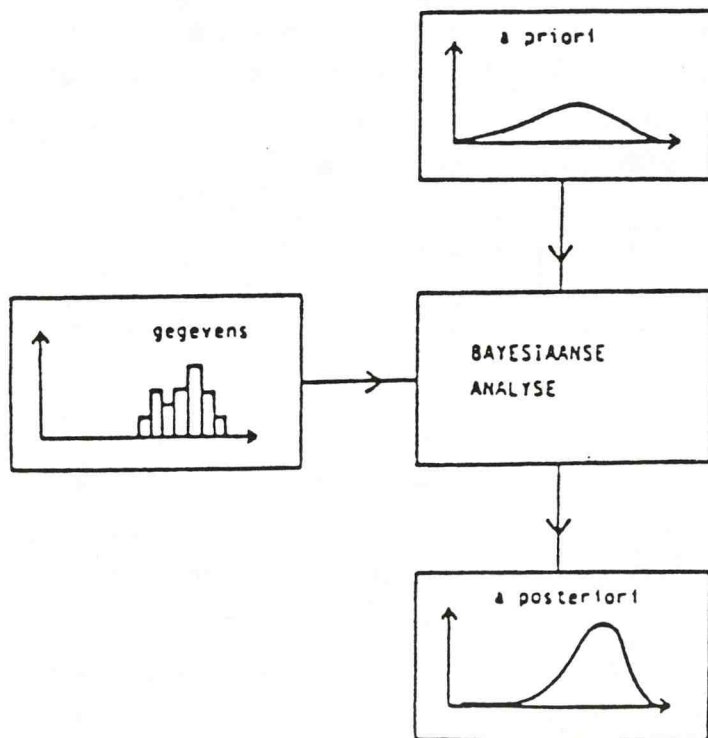 a priori
gegevens
BAYESIAANSE
ANALYSE
a posteriori